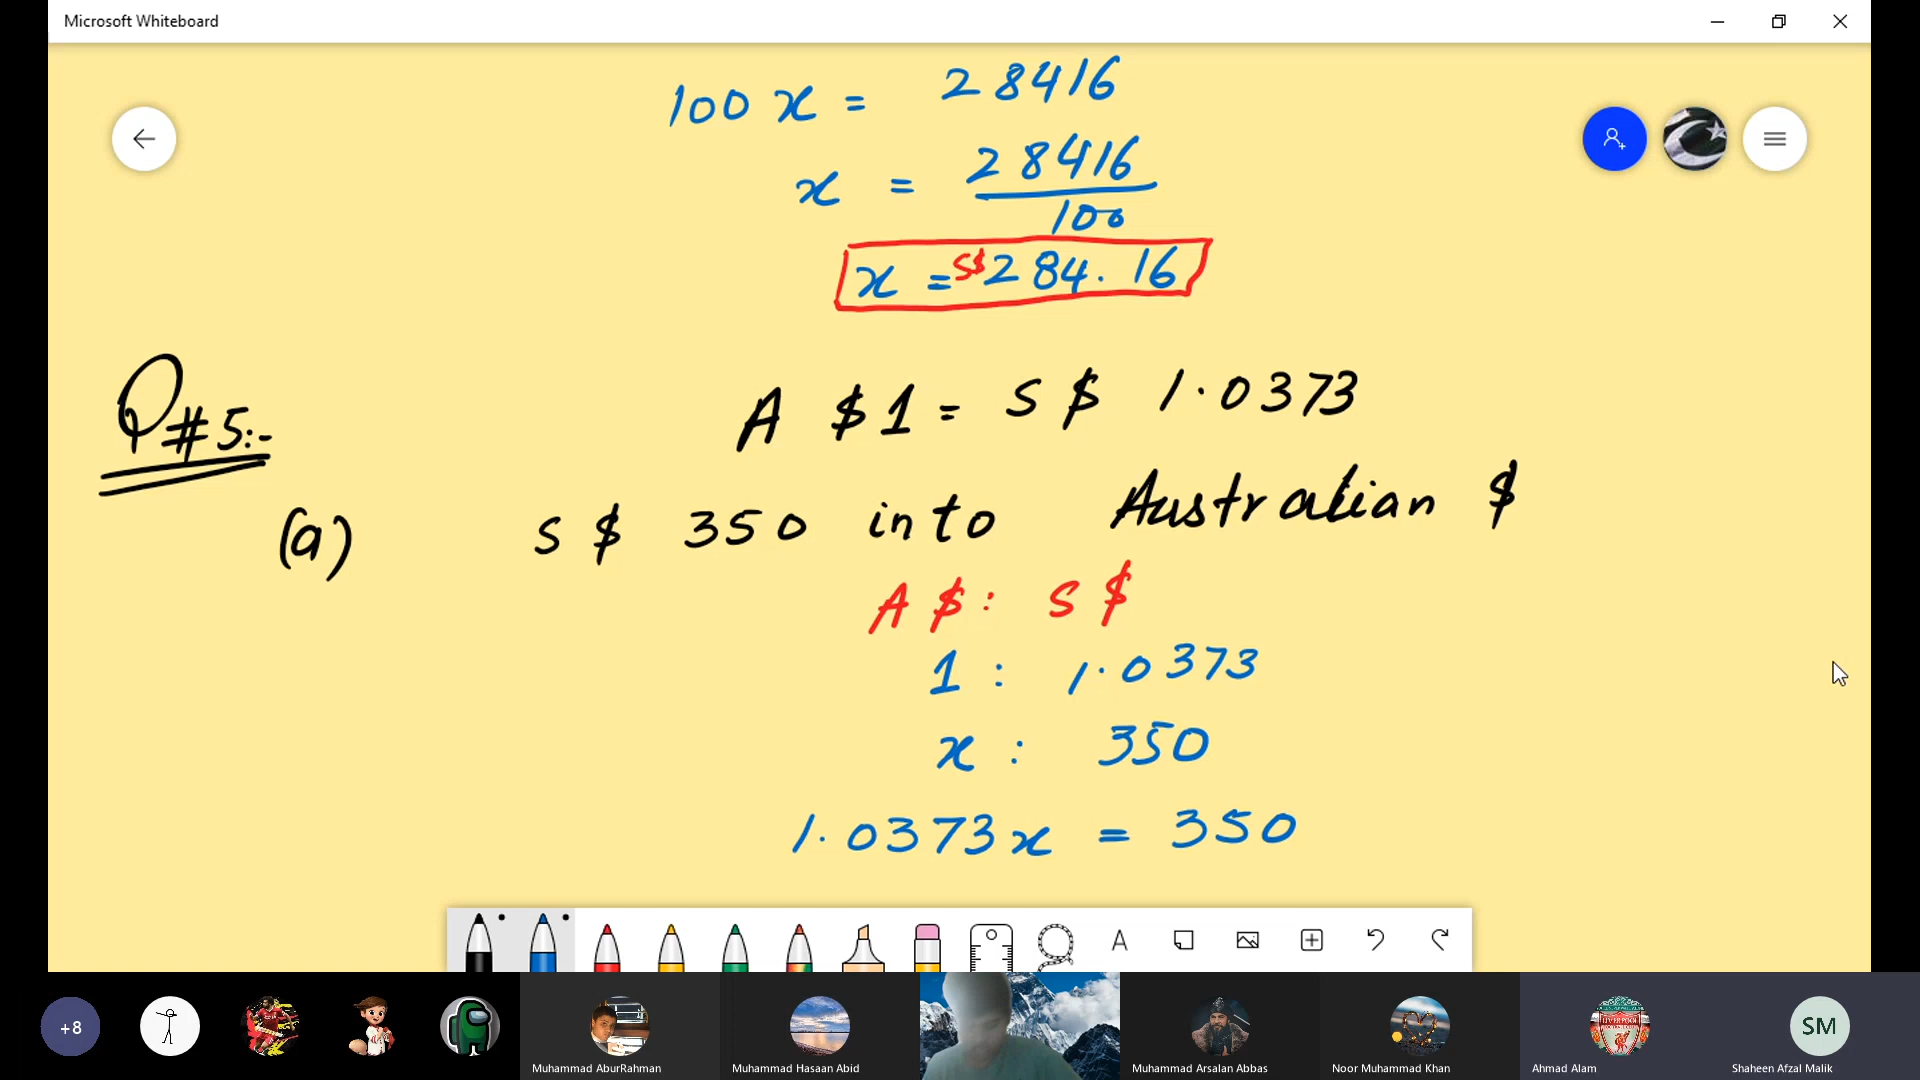 Microsoft Whiteboard
100 x = 28416
x = 28416
100
x = S$ 284.16
Q#5:-
A $1 = S $ 1.0373
(a) S $ 350 into Australian $
A $ : S $
1 : 1.0373
x : 350
1.0373x = 350
A
+8
Muhammad AburRahman
Muhammad Hasaan Abid
Muhammad Arsalan Abbas
Noor Muhammad Khan
LIVERPOOL
Ahmad Alam
SM
Shaheen Afzal Malik